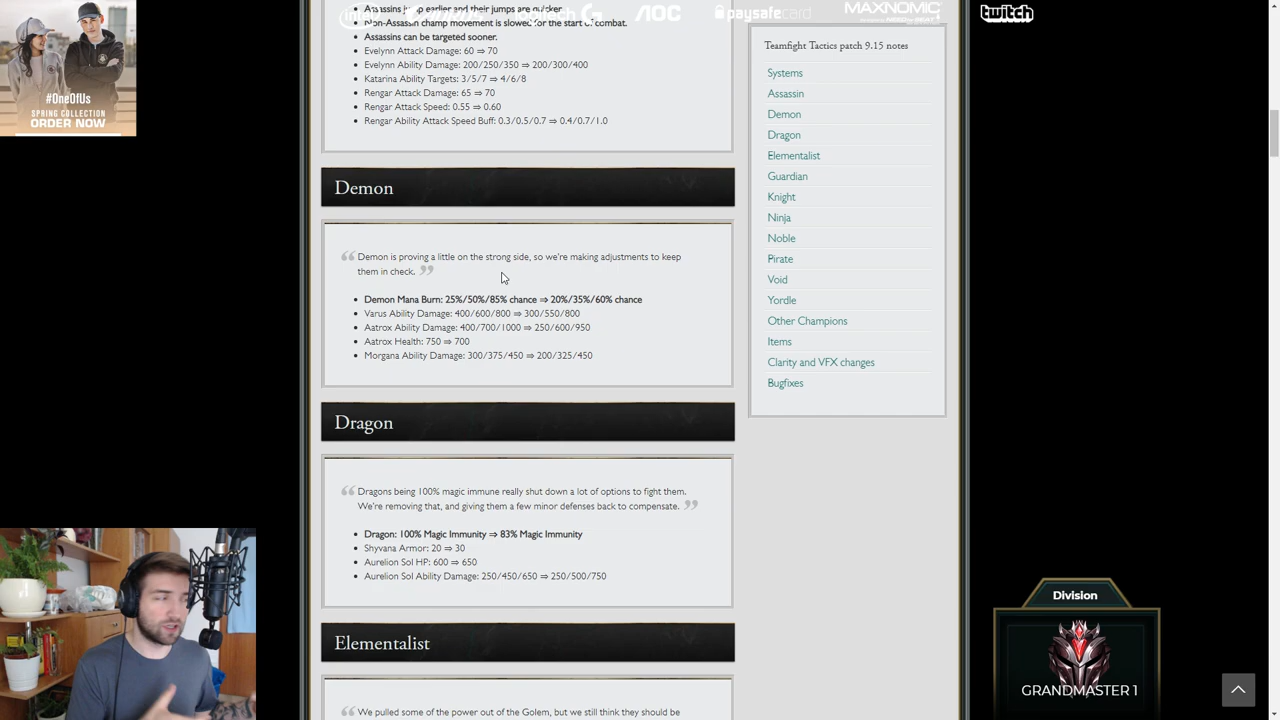 #OneOfUs
SPRING COLLECTION
ORDER NOW
intel
G
AOC
paysafecard
MAXNOMIC
twitch
Assassins jump earlier and their jumps are quicker.
Non-Assassin champ movement is slowed for the start of combat.
Assassins can be targeted sooner.
Evelynn Attack Damage: 60 ⇒ 70
Evelynn Ability Damage: 200/250/350 ⇒ 200/300/400
Katarina Ability Targets: 3/5/7 ⇒ 4/6/8
Rengar Attack Damage: 65 ⇒ 70
Rengar Attack Speed: 0.55 ⇒ 0.60
Rengar Ability Attack Speed Buff: 0.3/0.5/0.7 ⇒ 0.4/0.7/1.0
Demon
Demon is proving a little on the strong side, so we're making adjustments to keep
them in check.
Demon Mana Burn: 25%/50%/85% chance ⇒ 20%/35%/60% chance
Varus Ability Damage: 400/600/800 ⇒ 300/550/800
Aatrox Ability Damage: 400/700/1000 ⇒ 250/600/950
Aatrox Health: 750 ⇒ 700
Morgana Ability Damage: 300/375/450 ⇒ 200/325/450
Dragon
Dragons being 100% magic immune really shut down a lot of options to fight them.
We're removing that, and giving them a few minor defenses back to compensate.
Dragon: 100% Magic Immunity ⇒ 83% Magic Immunity
Shyvana Armor: 20 ⇒ 30
Aurelion Sol HP: 600 ⇒ 650
Aurelion Sol Ability Damage: 250/450/650 ⇒ 250/500/750
Elementalist
We pulled some of the power out of the Golem, but we still think they should be
Teamfight Tactics patch 9.15 notes
Systems
Assassin
Demon
Dragon
Elementalist
Guardian
Knight
Ninja
Noble
Pirate
Void
Yordle
Other Champions
Items
Clarity and VFX changes
Bugfixes
Division
GRANDMASTER 1